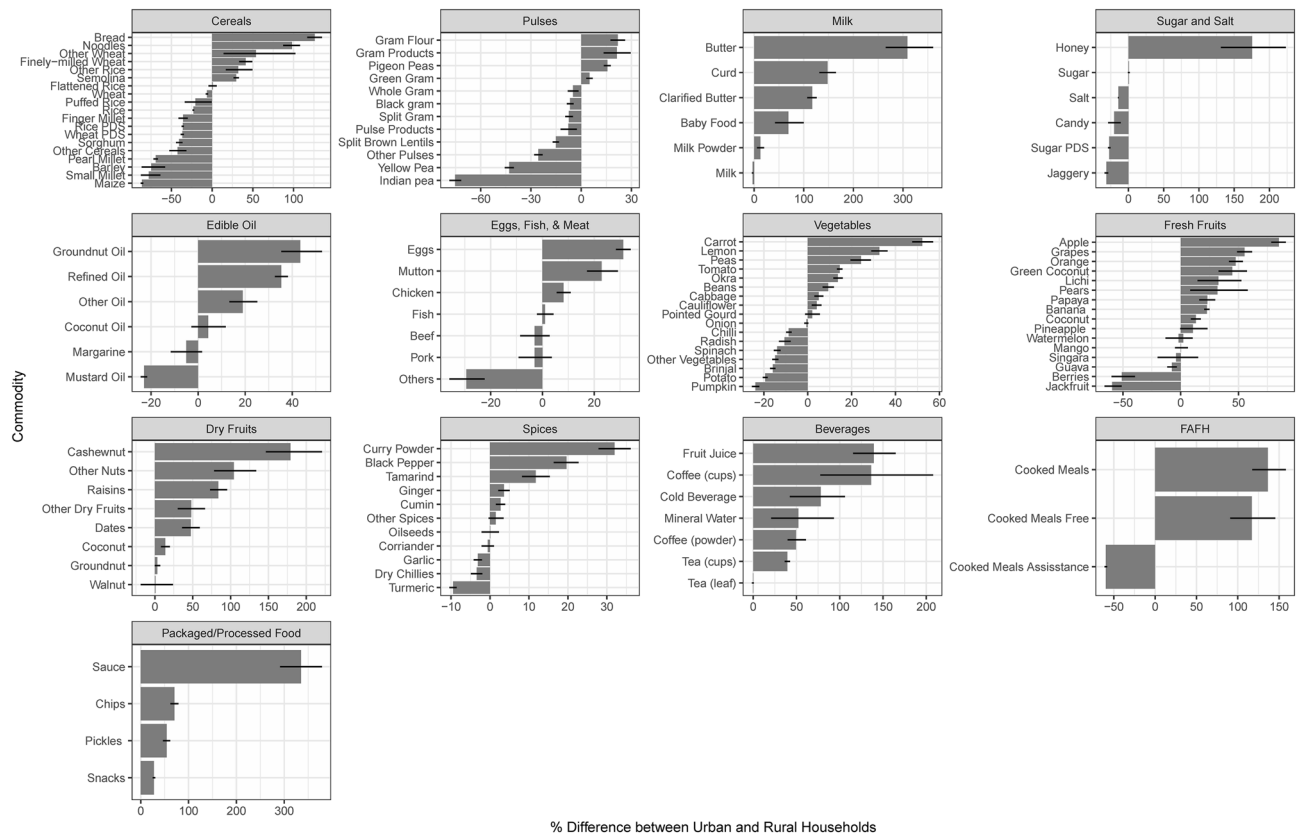 Commodity
Cereals
Bread
Noodles
Other Wheat
Finely-milled Wheat
Other Rice
Semolina
Flattened Rice
Wheat
Puffed Rice
Rice
Finger Millet
Rice PDS
Wheat PDS
Sorghum
Other Cereals
Pearl Millet
Barley
Small Millet
Maize
−50 0 50 100
Pulses
Gram Flour
Gram Products
Pigeon Peas
Green Gram
Whole Gram
Black gram
Split Gram
Pulse Products
Split Brown Lentils
Other Pulses
Yellow Pea
Indian pea
−60 −30 0 30
Milk
Butter
Curd
Clarified Butter
Baby Food
Milk Powder
Milk
0 100 200 300
Sugar and Salt
Honey
Sugar
Salt
Candy
Sugar PDS
Jaggery
−50 0 50 100 150 200
Edible Oil
Groundnut Oil
Refined Oil
Other Oil
Coconut Oil
Margarine
Mustard Oil
−20 0 20 40
Eggs, Fish, & Meat
Eggs
Mutton
Chicken
Fish
Beef
Pork
Others
−20 0 20
Vegetables
Carrot
Lemon
Peas
Tomato
Okra
Beans
Cabbage
Cauliflower
Pointed Gourd
Onion
Chilli
Radish
Spinach
Other Vegetables
Brinjal
Potato
Pumpkin
−20 0 20 40 60
Fresh Fruits
Apple
Grapes
Orange
Green Coconut
Lichi
Pears
Papaya
Banana
Coconut
Pineapple
Watermelon
Mango
Singara
Guava
Berries
Jackfruit
−50 0 50
Dry Fruits
Cashewnut
Other Nuts
Raisins
Other Dry Fruits
Dates
Coconut
Groundnut
Walnut
0 50 100 150 200
Spices
Curry Powder
Black Pepper
Tamarind
Ginger
Cumin
Other Spices
Oilseeds
Corriander
Garlic
Dry Chillies
Turmeric
−10 0 10 20 30
Beverages
Fruit Juice
Coffee (cups)
Cold Beverage
Mineral Water
Coffee (powder)
Tea (cups)
Tea (leaf)
0 50 100 150 200
FAFH
Cooked Meals
Cooked Meals Free
Cooked Meals Assisstance
−50 0 50 100 150
Packaged/Processed Food
Sauce
Chips
Pickles
Snacks
0 100 200 300
% Difference between Urban and Rural Households